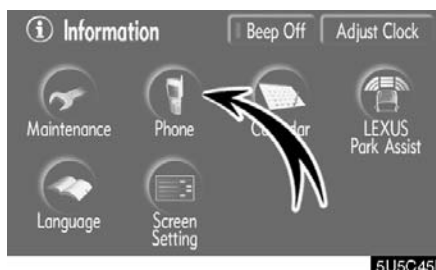 i Information
Beep Off
Adjust Clock
Maintenance
Phone
LEXUS
Park Assist
Language
Screen
Setting
5U5C45